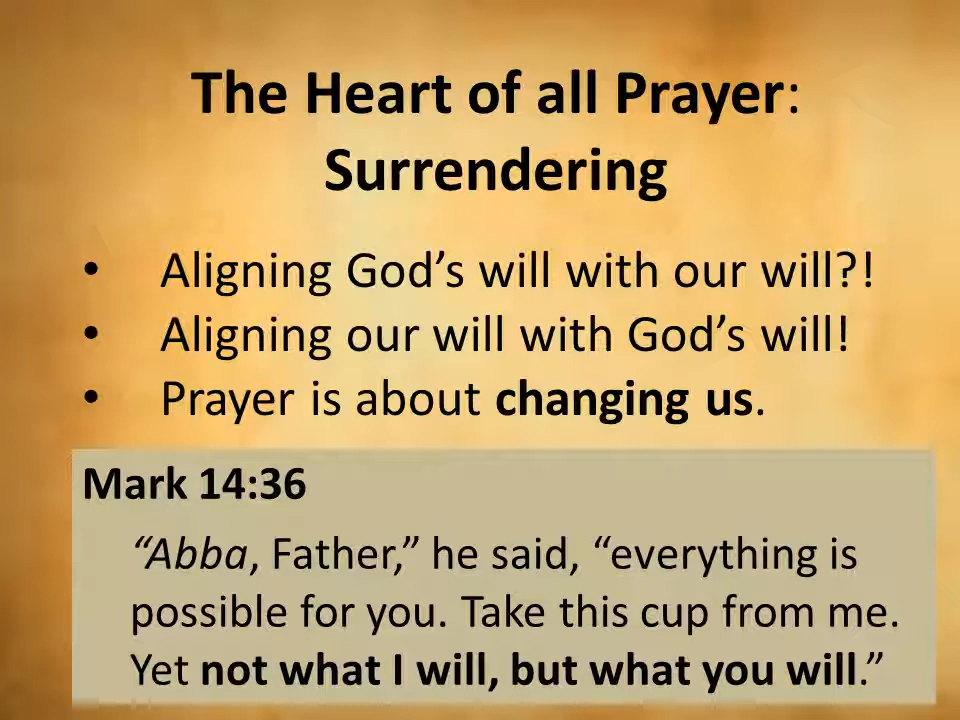 The Heart of all Prayer:
Surrendering
• Aligning God’s will with our will?!
• Aligning our will with God’s will!
• Prayer is about changing us.
Mark 14:36
“Abba, Father,” he said, “everything is
possible for you. Take this cup from me.
Yet not what I will, but what you will.”